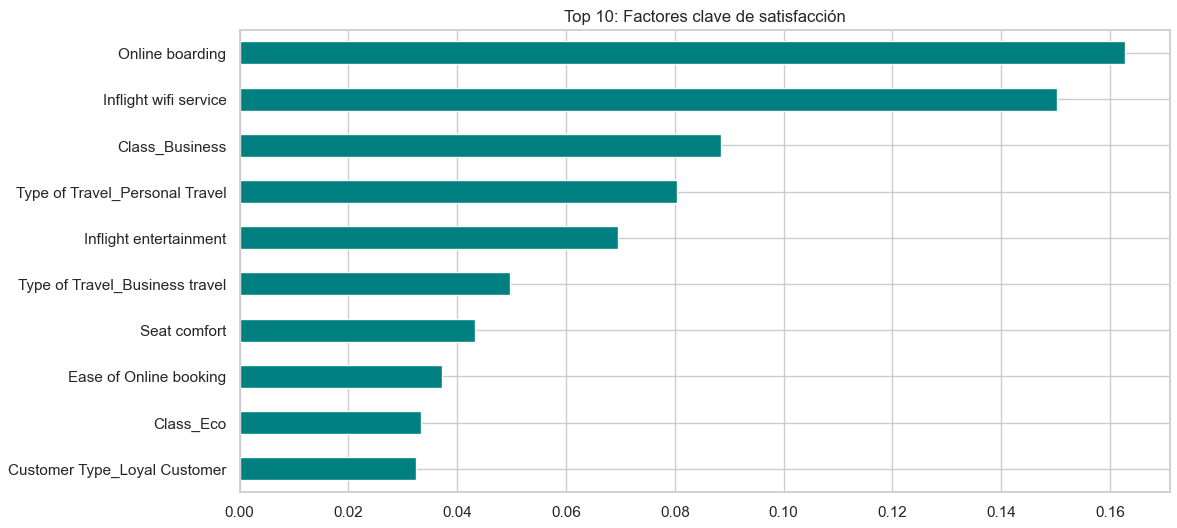 Top 10: Factores clave de satisfacción
Online boarding
Inflight wifi service
Class_Business
Type of Travel_Personal Travel
Inflight entertainment
Type of Travel_Business travel
Seat comfort
Ease of Online booking
Class_Eco
Customer Type_Loyal Customer
0.00 0.02 0.04 0.06 0.08 0.10 0.12 0.14 0.16